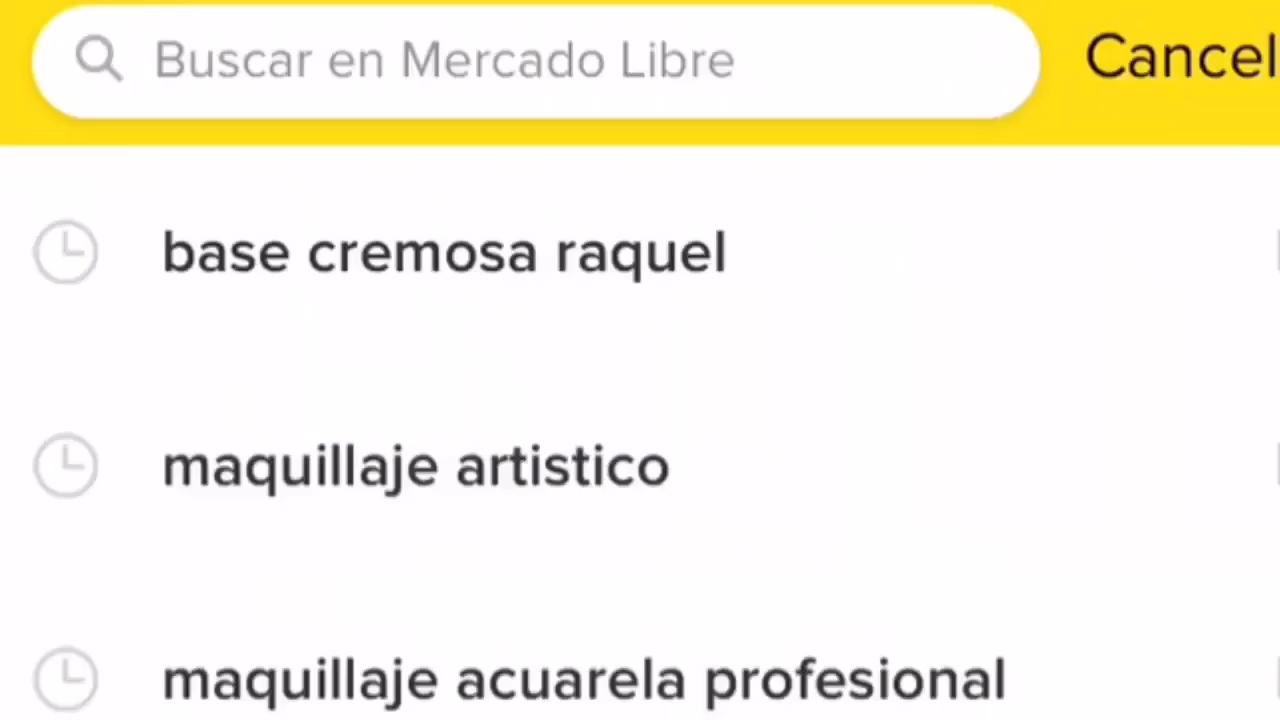 Buscar en Mercado Libre
Cancel
base cremosa raquel
maquillaje artistico
maquillaje acuarela profesional